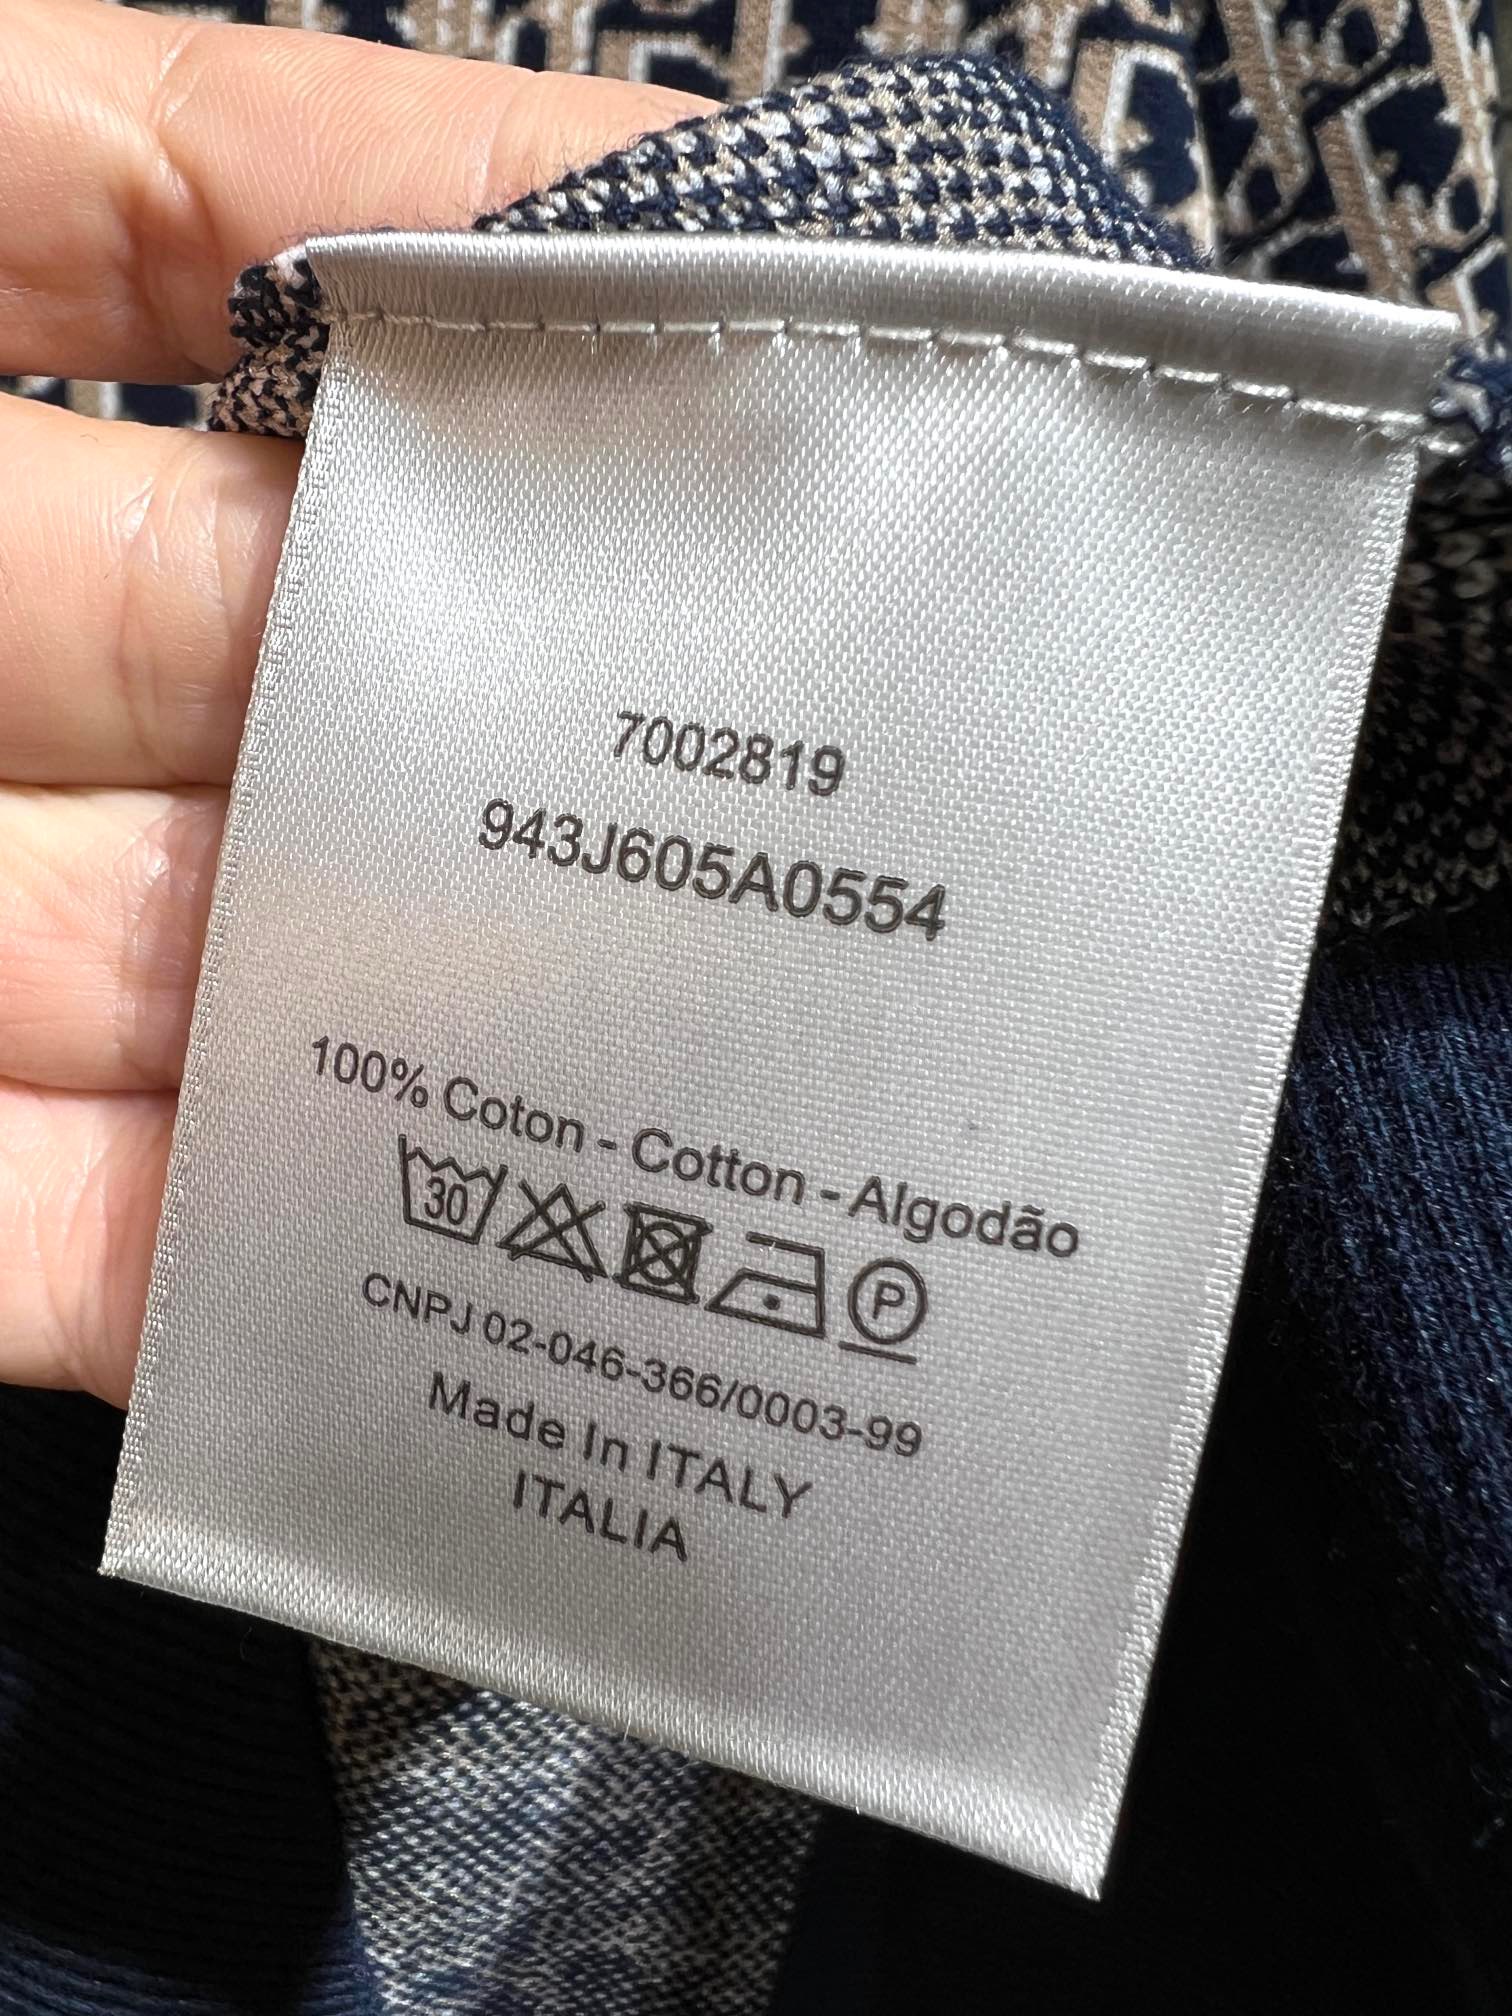 7002819
943J605A0554
100% Coton - Cotton - Algodão
30 P
CNPJ 02-046-366/0003-99
Made In ITALY
ITALIA